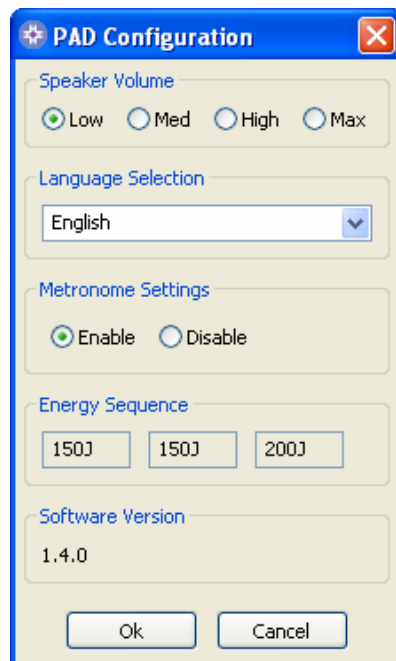 PAD Configuration
Speaker Volume
Low Med High Max
Language Selection
English
Metronome Settings
Enable Disable
Energy Sequence
150J 150J 200J
Software Version
1.4.0
Ok Cancel